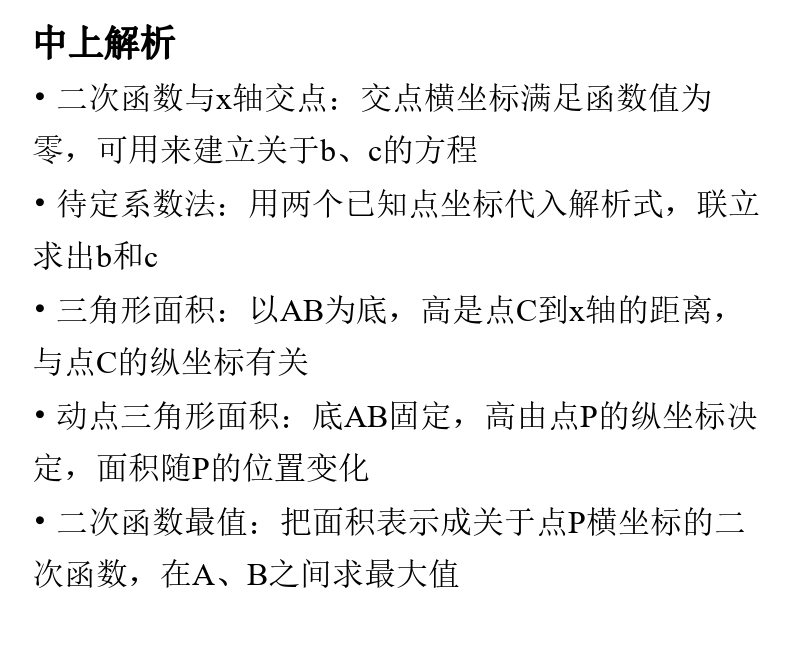 中上解析
• 二次函数与x轴交点：交点横坐标满足函数值为
零，可用来建立关于b、c的方程
• 待定系数法：用两个已知点坐标代入解析式，联立
求出b和c
• 三角形面积：以AB为底，高是点C到x轴的距离，
与点C的纵坐标有关
• 动点三角形面积：底AB固定，高由点P的纵坐标决
定，面积随P的位置变化
• 二次函数最值：把面积表示成关于点P横坐标的二
次函数，在A、B之间求最大值